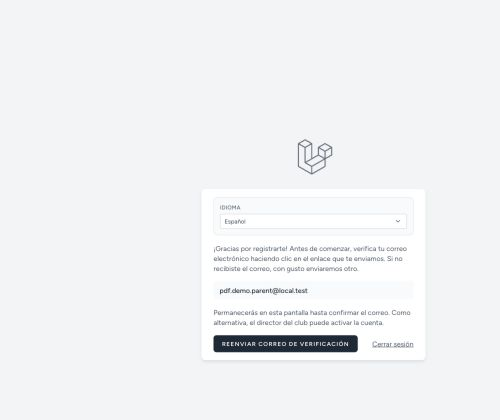 IDIOMA
Español
¡Gracias por registrarte! Antes de comenzar, verifica tu correo
electrónico haciendo clic en el enlace que te enviamos. Si no
recibiste el correo, con gusto enviaremos otro.
pdf.demo.parent@local.test
Permanecerás en esta pantalla hasta confirmar el correo. Como
alternativa, el director del club puede activar la cuenta.
REENVIAR CORREO DE VERIFICACIÓN
Cerrar sesión